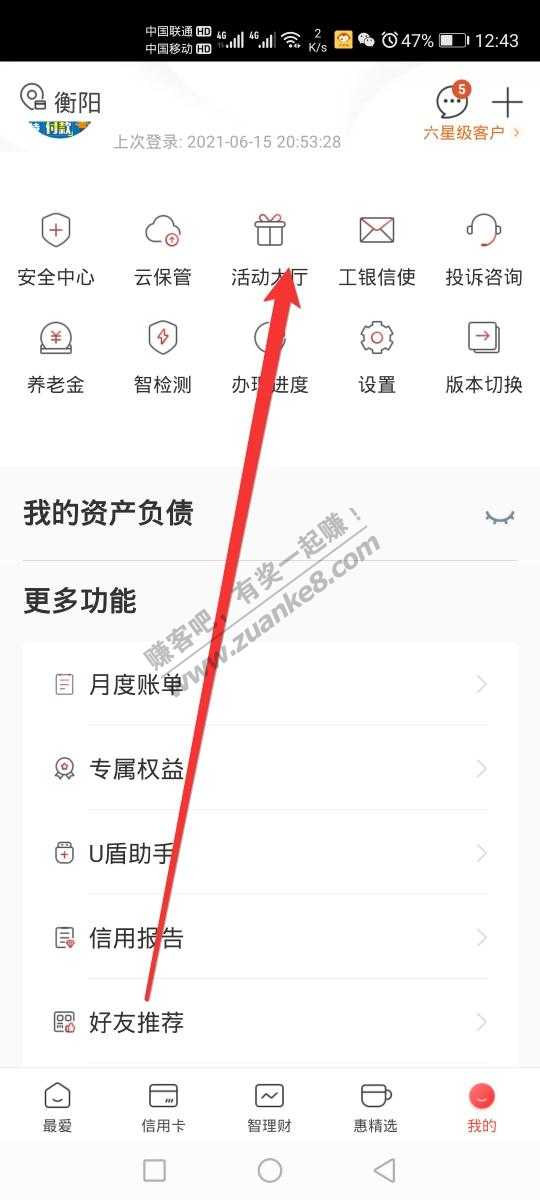 中国联通 HD 4G 4G 2 K/s 47% 12:43
中国移动 HD
衡阳
5
六星级客户
付款
上次登录: 2021-06-15 20:53:28
安全中心 云保管 活动大厅 工银信使 投诉咨询
养老金 智检测 办理进度 设置 版本切换
我的资产负债
更多功能
赚客吧,有奖一起赚!
www.zuanke8.com
月度账单
专属权益
U盾助手
信用报告
好友推荐
最爱 信用卡 智理财 惠精选 我的